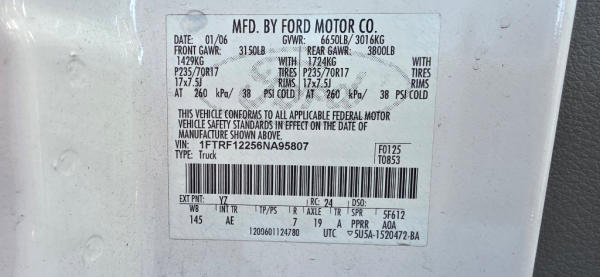 MFD. BY FORD MOTOR CO.
DATE: 01/06 GVWR: 6650LB/ 3016KG
FRONT GAWR: 3150LB REAR GAWR: 3800LB
1429KG WITH 1724KG WITH
P235/70R17 TIRES P235/70R17 TIRES
17x7.5J RIMS 17x7.5J RIMS
AT 260 kPa/ 38 PSI COLD AT 260 kPa/ 38 PSI COLD
THIS VEHICLE CONFORMS TO ALL APPLICABLE FEDERAL MOTOR
VEHICLE SAFETY STANDARDS IN EFFECT ON THE DATE OF
MANUFACTURE SHOWN ABOVE.
VIN: 1FTRF12256NA95807 F0125
TYPE: Truck T0853
EXT PNT: YZ RC: 24 DSO:
WB INT TR TP/PS R AXLE TR SPR 5F612
145 AE 7 19 A PPRR AOA
1200601124780 UTC 5U5A-1520472-BA
Ford